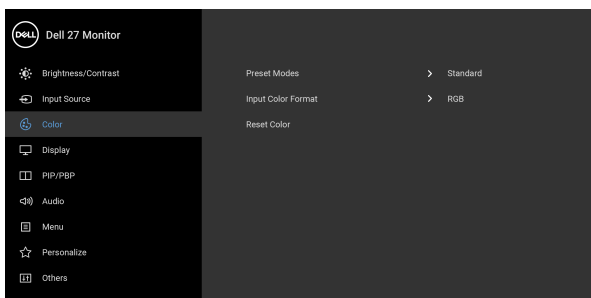 DELL Dell 27 Monitor
Brightness/Contrast
Preset Modes Standard
Input Source
Input Color Format RGB
Color
Reset Color
Display
PIP/PBP
Audio
Menu
Personalize
Others